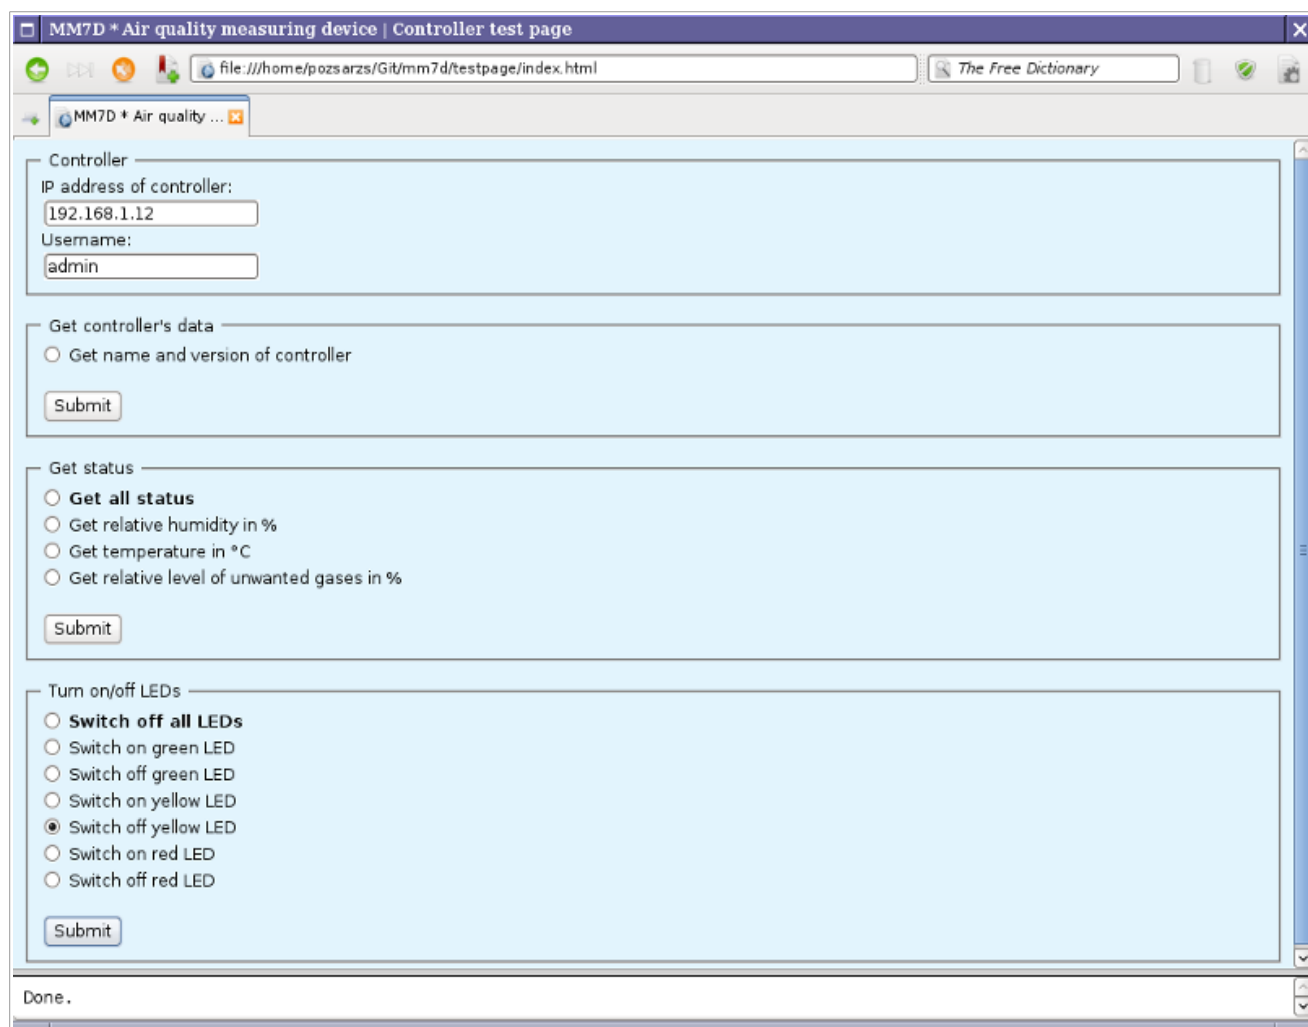 MM7D * Air quality measuring device | Controller test page
file:///home/pozsarzs/Git/mm7d/testpage/index.html
The Free Dictionary
MM7D * Air quality ...
Controller
IP address of controller:
192.168.1.12
Username:
admin
Get controller's data
Get name and version of controller
Submit
Get status
Get all status
Get relative humidity in %
Get temperature in °C
Get relative level of unwanted gases in %
Submit
Turn on/off LEDs
Switch off all LEDs
Switch on green LED
Switch off green LED
Switch on yellow LED
Switch off yellow LED
Switch on red LED
Switch off red LED
Submit
Done.